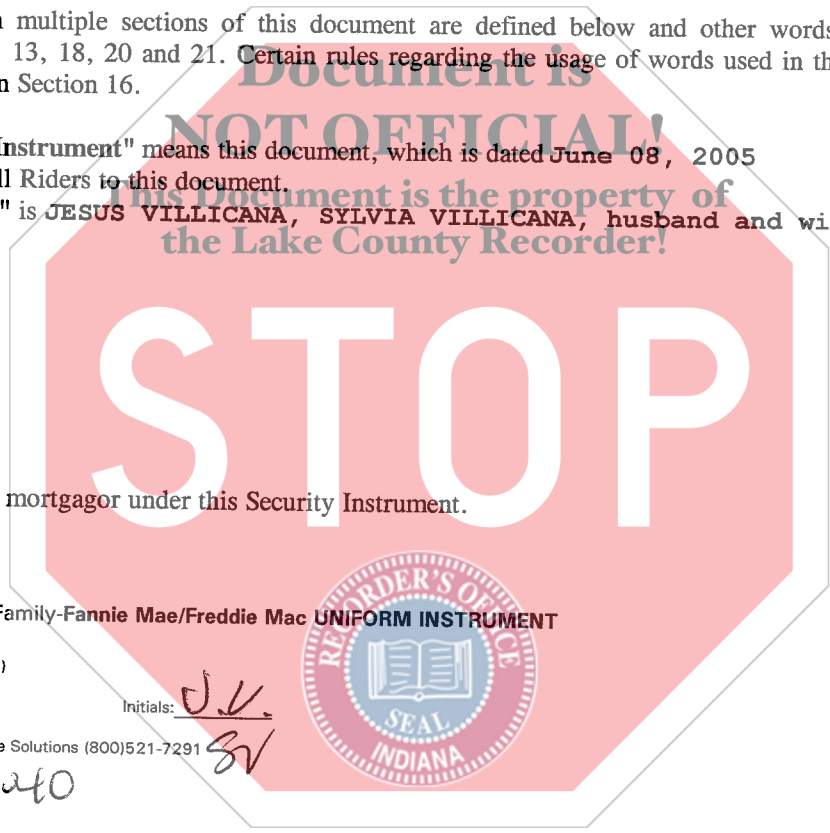 multiple sections of this document are defined below and other words
13, 18, 20 and 21. Certain rules regarding the usage of words used in th
n Section 16.
Document is
NOT OFFICIAL!
Instrument" means this document, which is dated June 08, 2005
ll Riders to this document.
This Document is the property of
" is JESUS VILLICANA, SYLVIA VILLICANA, husband and wi
the Lake County Recorder!
STOP
mortgagor under this Security Instrument.
RECORDER'S OFFICE
Family-Fannie Mae/Freddie Mac UNIFORM INSTRUMENT
)
Initials: J.V.
SEAL
e Solutions (800)521-7291 SV
INDIANA
240